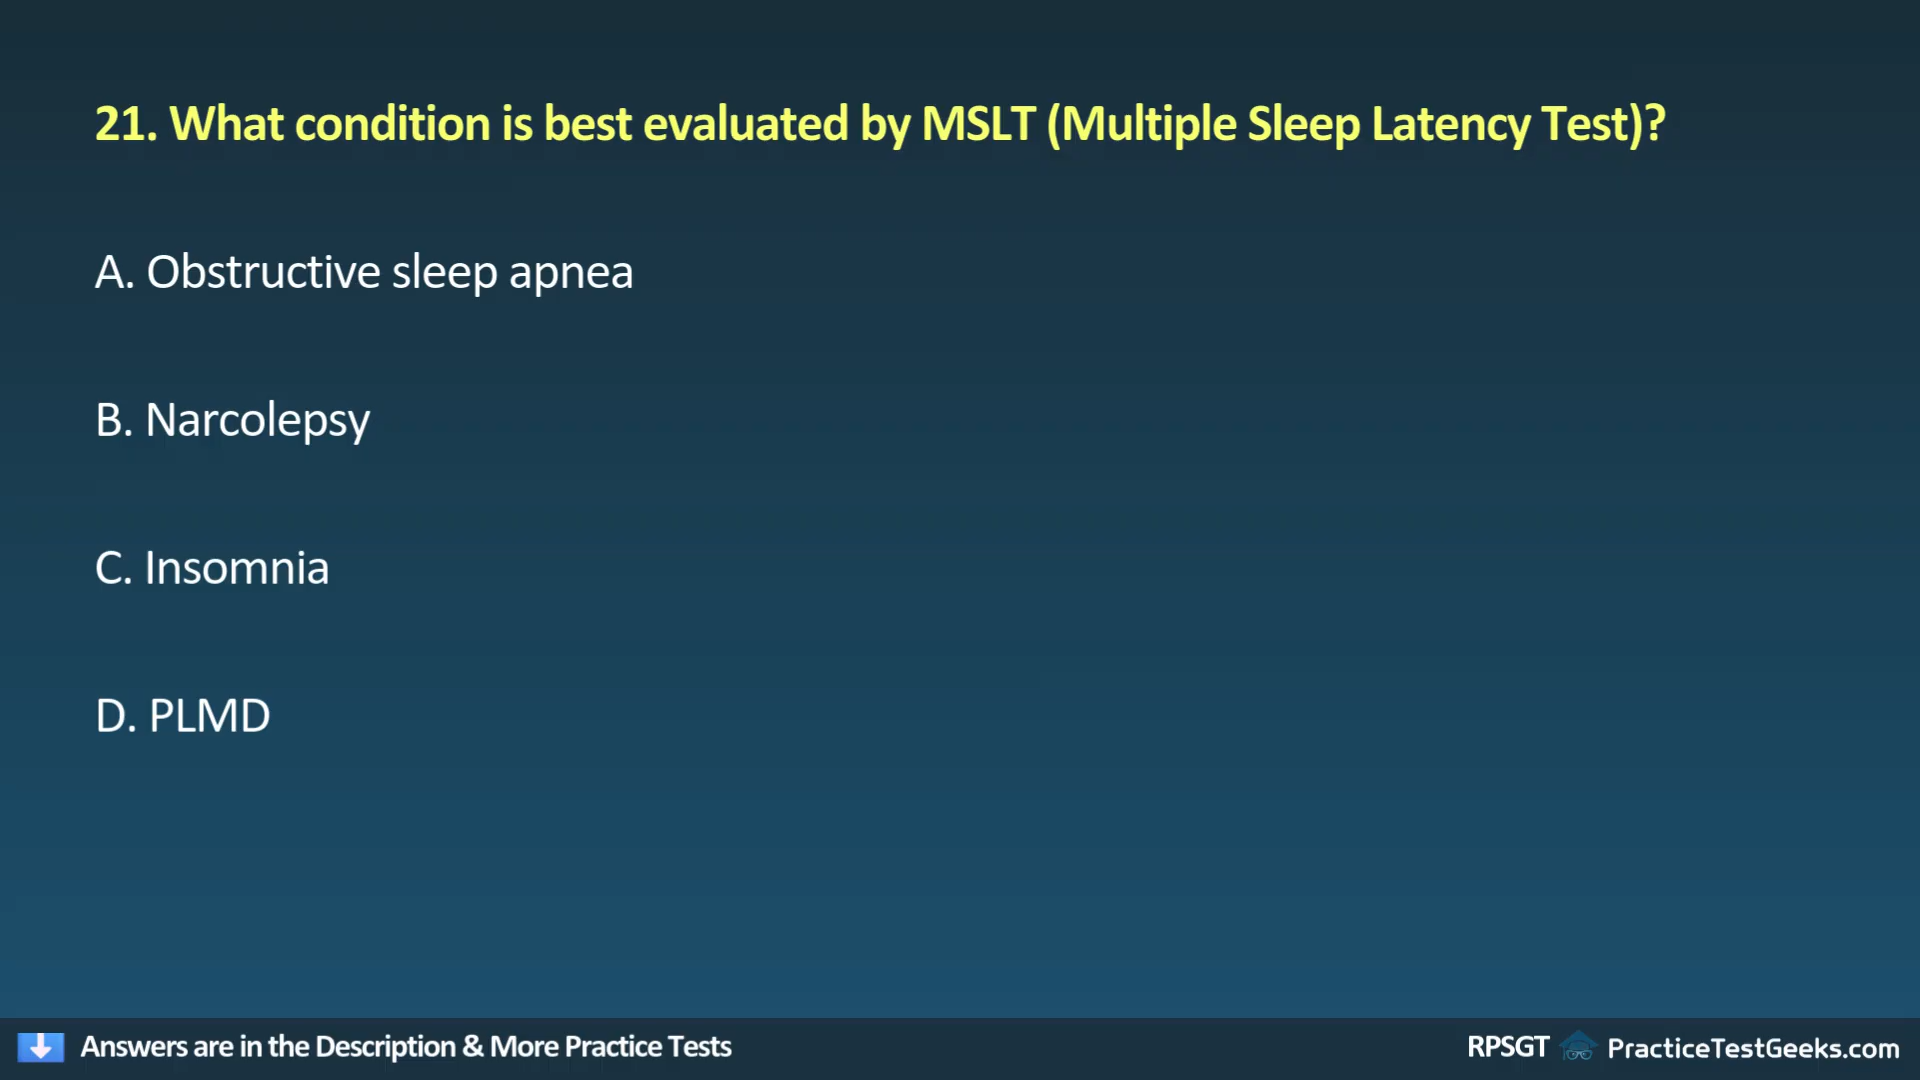 21. What condition is best evaluated by MSLT (Multiple Sleep Latency Test)?
A. Obstructive sleep apnea
B. Narcolepsy
C. Insomnia
D. PLMD
Answers are in the Description & More Practice Tests
RPSGT PracticeTestGeeks.com